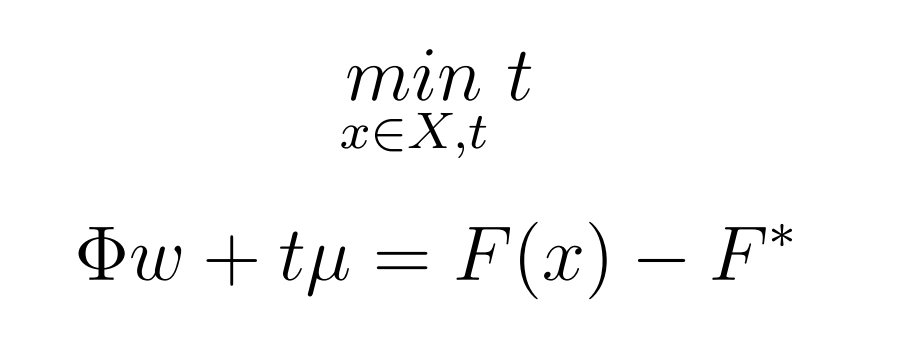 min t
x∈X,t
Φw + tμ = F(x) − F*